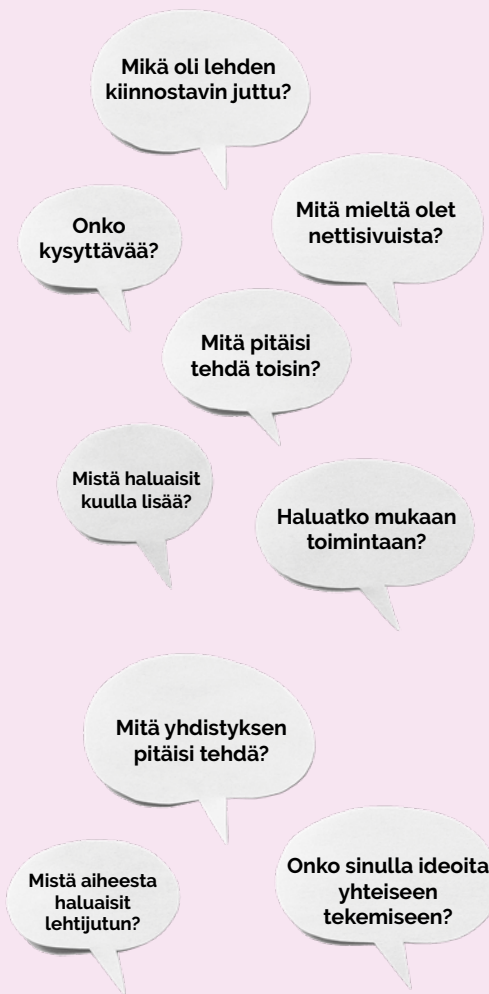 Mikä oli lehden
kiinnostavin juttu?
Onko
kysyttävää?
Mitä mieltä olet
nettisivuista?
Mitä pitäisi
tehdä toisin?
Mistä haluaisit
kuulla lisää?
Haluatko mukaan
toimintaan?
Mitä yhdistyksen
pitäisi tehdä?
Mistä aiheesta
haluaisit
lehtijutun?
Onko sinulla ideoita
yhteiseen
tekemiseen?